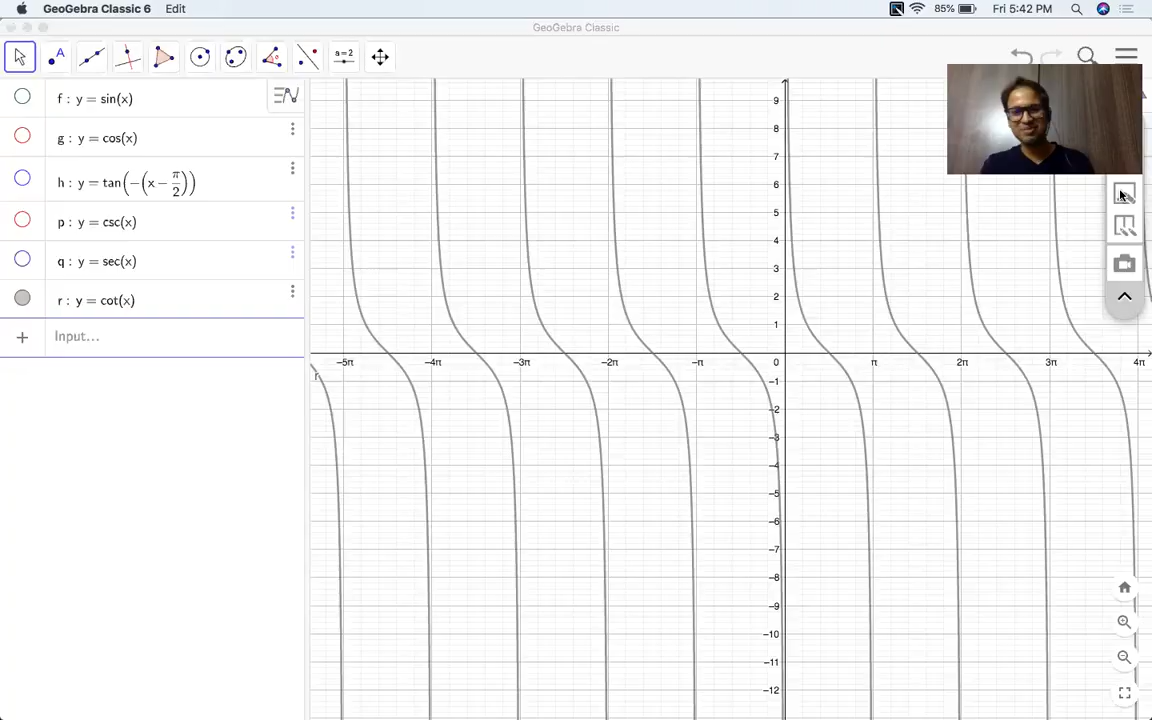 GeoGebra Classic 6 Edit 85% Fri 5:42 PM
GeoGebra Classic
A a=2
f : y = sin(x)
g : y = cos(x)
h : y = tan(−(x − π/2))
p : y = csc(x)
q : y = sec(x)
r : y = cot(x)
+ Input...
9
8
7
6
5
4
3
2
1
−5π −4π −3π −2π −π 0 π 2π 3π 4π
r
−1
−2
−3
−4
−5
−6
−7
−8
−9
−10
−11
−12